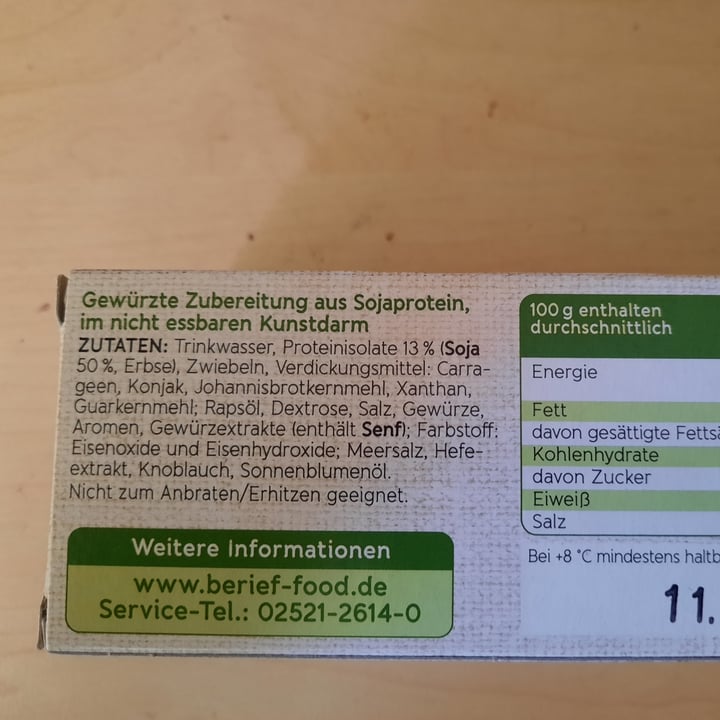 Gewürzte Zubereitung aus Sojaprotein,
im nicht essbaren Kunstdarm
ZUTATEN: Trinkwasser, Proteinisolate 13 % (Soja
50 %, Erbse), Zwiebeln, Verdickungsmittel: Carra-
geen, Konjak, Johannisbrotkernmehl, Xanthan,
Guarkernmehl; Rapsöl, Dextrose, Salz, Gewürze,
Aromen, Gewürzextrakte (enthält Senf); Farbstoff:
Eisenoxide und Eisenhydroxide; Meersalz, Hefe-
extrakt, Knoblauch, Sonnenblumenöl.
Nicht zum Anbraten/Erhitzen geeignet.
Weitere Informationen
www.berief-food.de
Service-Tel.: 02521-2614-0
100 g enthalten
durchschnittlich
Energie
Fett
davon gesättigte Fettsä
Kohlenhydrate
davon Zucker
Eiweiß
Salz
Bei +8 °C mindestens haltb
11.